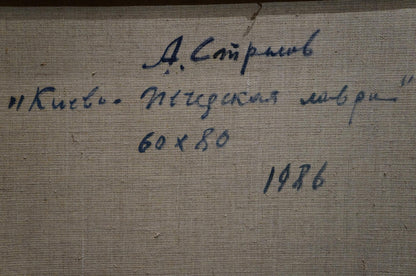 А. Стрелов
"Киево-Печерская лавра"
60 х 80
1986